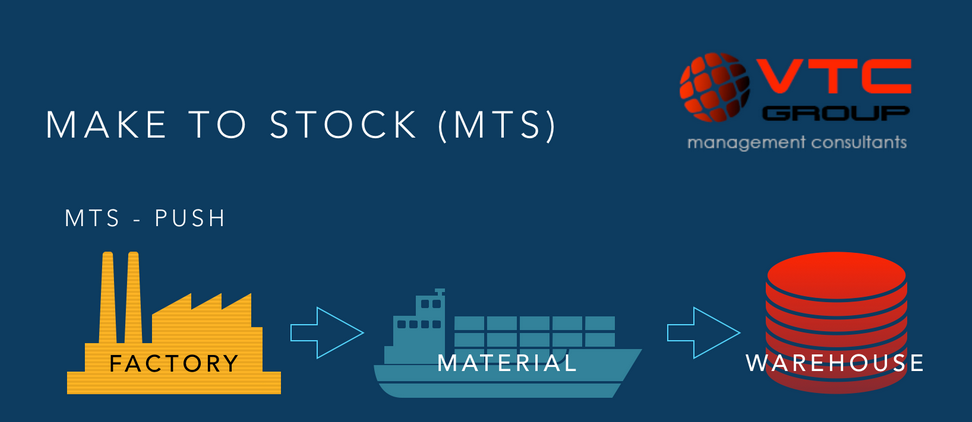 VTC
GROUP
management consultants
MAKE TO STOCK (MTS)
MTS - PUSH
FACTORY
MATERIAL
WAREHOUSE